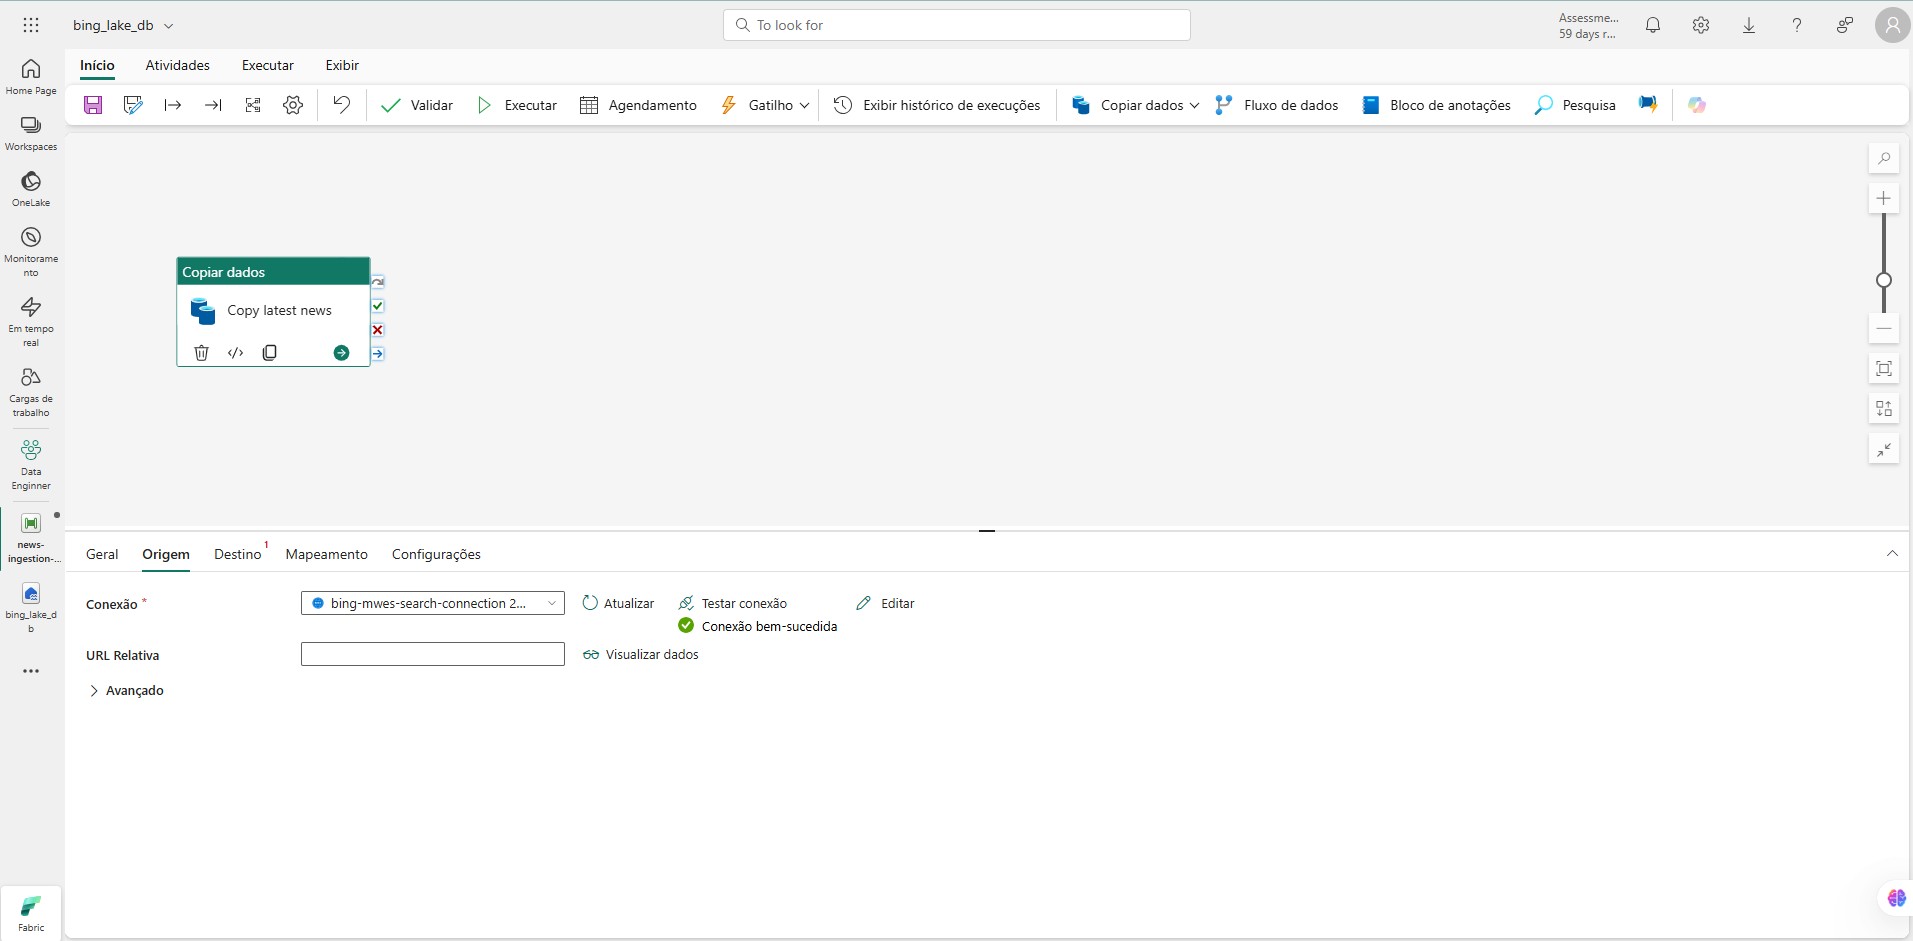 bing_lake_db
To look for
Assessme...
59 days r...
Home Page
Workspaces
OneLake
Monitorame
nto
Em tempo
real
Cargas de
trabalho
Data
Enginner
news-
ingestion-...
bing_lake_d
b
Fabric
Início
Atividades
Executar
Exibir
Validar
Executar
Agendamento
Gatilho
Exibir histórico de execuções
Copiar dados
Fluxo de dados
Bloco de anotações
Pesquisa
Copiar dados
Copy latest news
Geral
Origem
Destino 1
Mapeamento
Configurações
Conexão *
bing-mwes-search-connection 2...
Atualizar
Testar conexão
Editar
Conexão bem-sucedida
URL Relativa
Visualizar dados
Avançado